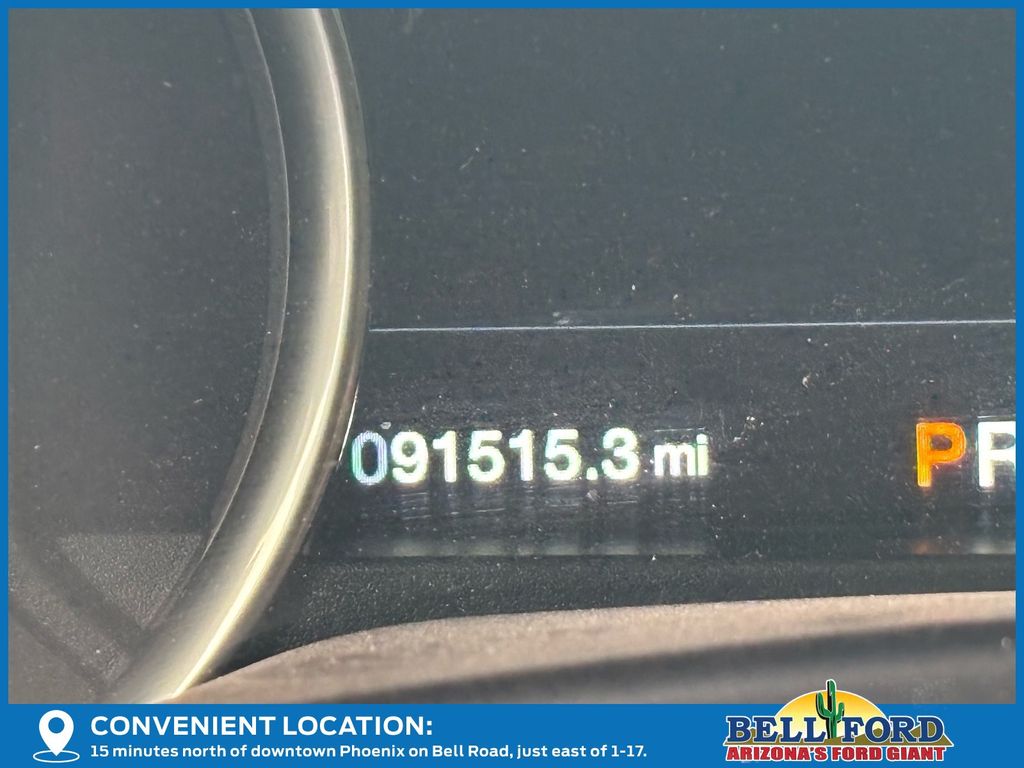 091515.3 mi
P R
CONVENIENT LOCATION:
15 minutes north of downtown Phoenix on Bell Road, just east of 1-17.
BELL FORD
ARIZONA'S FORD GIANT